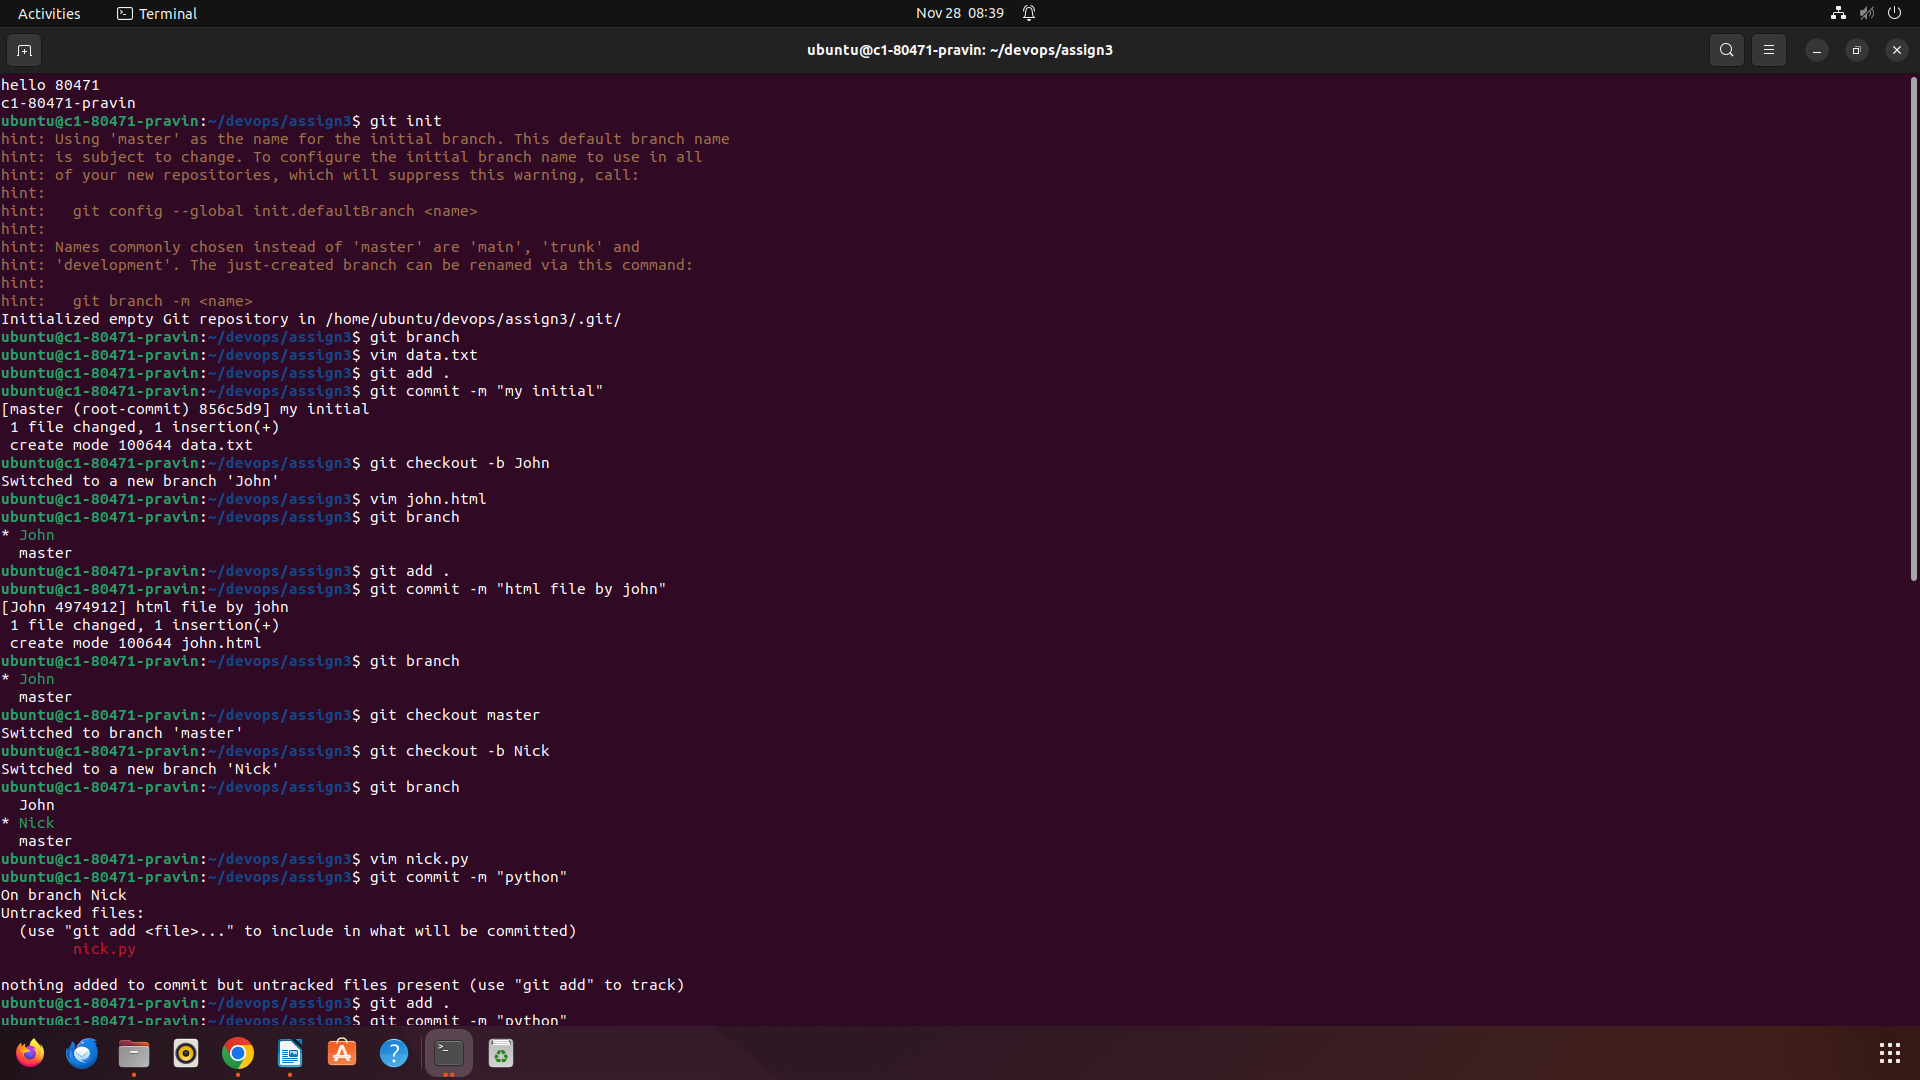 Activities
Terminal
Nov 28 08:39
ubuntu@c1-80471-pravin: ~/devops/assign3
hello 80471
c1-80471-pravin
ubuntu@c1-80471-pravin:~/devops/assign3$ git init
hint: Using 'master' as the name for the initial branch. This default branch name
hint: is subject to change. To configure the initial branch name to use in all
hint: of your new repositories, which will suppress this warning, call:
hint:
hint:   git config --global init.defaultBranch <name>
hint:
hint: Names commonly chosen instead of 'master' are 'main', 'trunk' and
hint: 'development'. The just-created branch can be renamed via this command:
hint:
hint:   git branch -m <name>
Initialized empty Git repository in /home/ubuntu/devops/assign3/.git/
ubuntu@c1-80471-pravin:~/devops/assign3$ git branch
ubuntu@c1-80471-pravin:~/devops/assign3$ vim data.txt
ubuntu@c1-80471-pravin:~/devops/assign3$ git add .
ubuntu@c1-80471-pravin:~/devops/assign3$ git commit -m "my initial"
[master (root-commit) 856c5d9] my initial
 1 file changed, 1 insertion(+)
 create mode 100644 data.txt
ubuntu@c1-80471-pravin:~/devops/assign3$ git checkout -b John
Switched to a new branch 'John'
ubuntu@c1-80471-pravin:~/devops/assign3$ vim john.html
ubuntu@c1-80471-pravin:~/devops/assign3$ git branch
* John
  master
ubuntu@c1-80471-pravin:~/devops/assign3$ git add .
ubuntu@c1-80471-pravin:~/devops/assign3$ git commit -m "html file by john"
[John 4974912] html file by john
 1 file changed, 1 insertion(+)
 create mode 100644 john.html
ubuntu@c1-80471-pravin:~/devops/assign3$ git branch
* John
  master
ubuntu@c1-80471-pravin:~/devops/assign3$ git checkout master
Switched to branch 'master'
ubuntu@c1-80471-pravin:~/devops/assign3$ git checkout -b Nick
Switched to a new branch 'Nick'
ubuntu@c1-80471-pravin:~/devops/assign3$ git branch
  John
* Nick
  master
ubuntu@c1-80471-pravin:~/devops/assign3$ vim nick.py
ubuntu@c1-80471-pravin:~/devops/assign3$ git commit -m "python"
On branch Nick
Untracked files:
  (use "git add <file>..." to include in what will be committed)
        nick.py
nothing added to commit but untracked files present (use "git add" to track)
ubuntu@c1-80471-pravin:~/devops/assign3$ git add .
ubuntu@c1-80471-pravin:~/devops/assign3$ git commit -m "python"